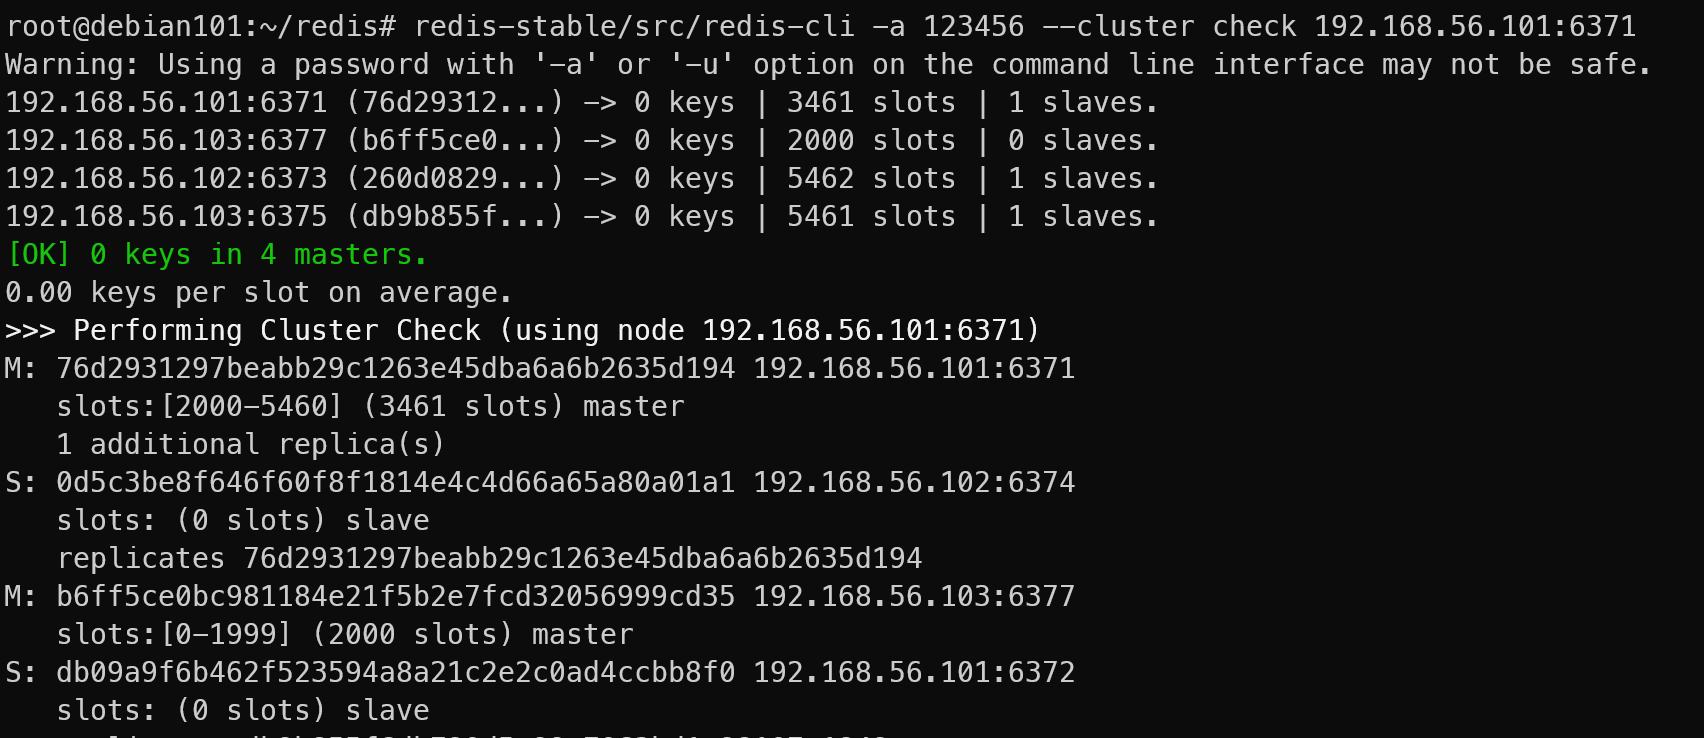 root@debian101:~/redis# redis-stable/src/redis-cli -a 123456 --cluster check 192.168.56.101:6371
Warning: Using a password with '-a' or '-u' option on the command line interface may not be safe.
192.168.56.101:6371 (76d29312...) -> 0 keys | 3461 slots | 1 slaves.
192.168.56.103:6377 (b6ff5ce0...) -> 0 keys | 2000 slots | 0 slaves.
192.168.56.102:6373 (260d0829...) -> 0 keys | 5462 slots | 1 slaves.
192.168.56.103:6375 (db9b855f...) -> 0 keys | 5461 slots | 1 slaves.
[OK] 0 keys in 4 masters.
0.00 keys per slot on average.
>>> Performing Cluster Check (using node 192.168.56.101:6371)
M: 76d2931297beabb29c1263e45dba6a6b2635d194 192.168.56.101:6371
   slots:[2000-5460] (3461 slots) master
   1 additional replica(s)
S: 0d5c3be8f646f60f8f1814e4c4d66a65a80a01a1 192.168.56.102:6374
   slots: (0 slots) slave
   replicates 76d2931297beabb29c1263e45dba6a6b2635d194
M: b6ff5ce0bc981184e21f5b2e7fcd32056999cd35 192.168.56.103:6377
   slots:[0-1999] (2000 slots) master
S: db09a9f6b462f523594a8a21c2e2c0ad4ccbb8f0 192.168.56.101:6372
   slots: (0 slots) slave